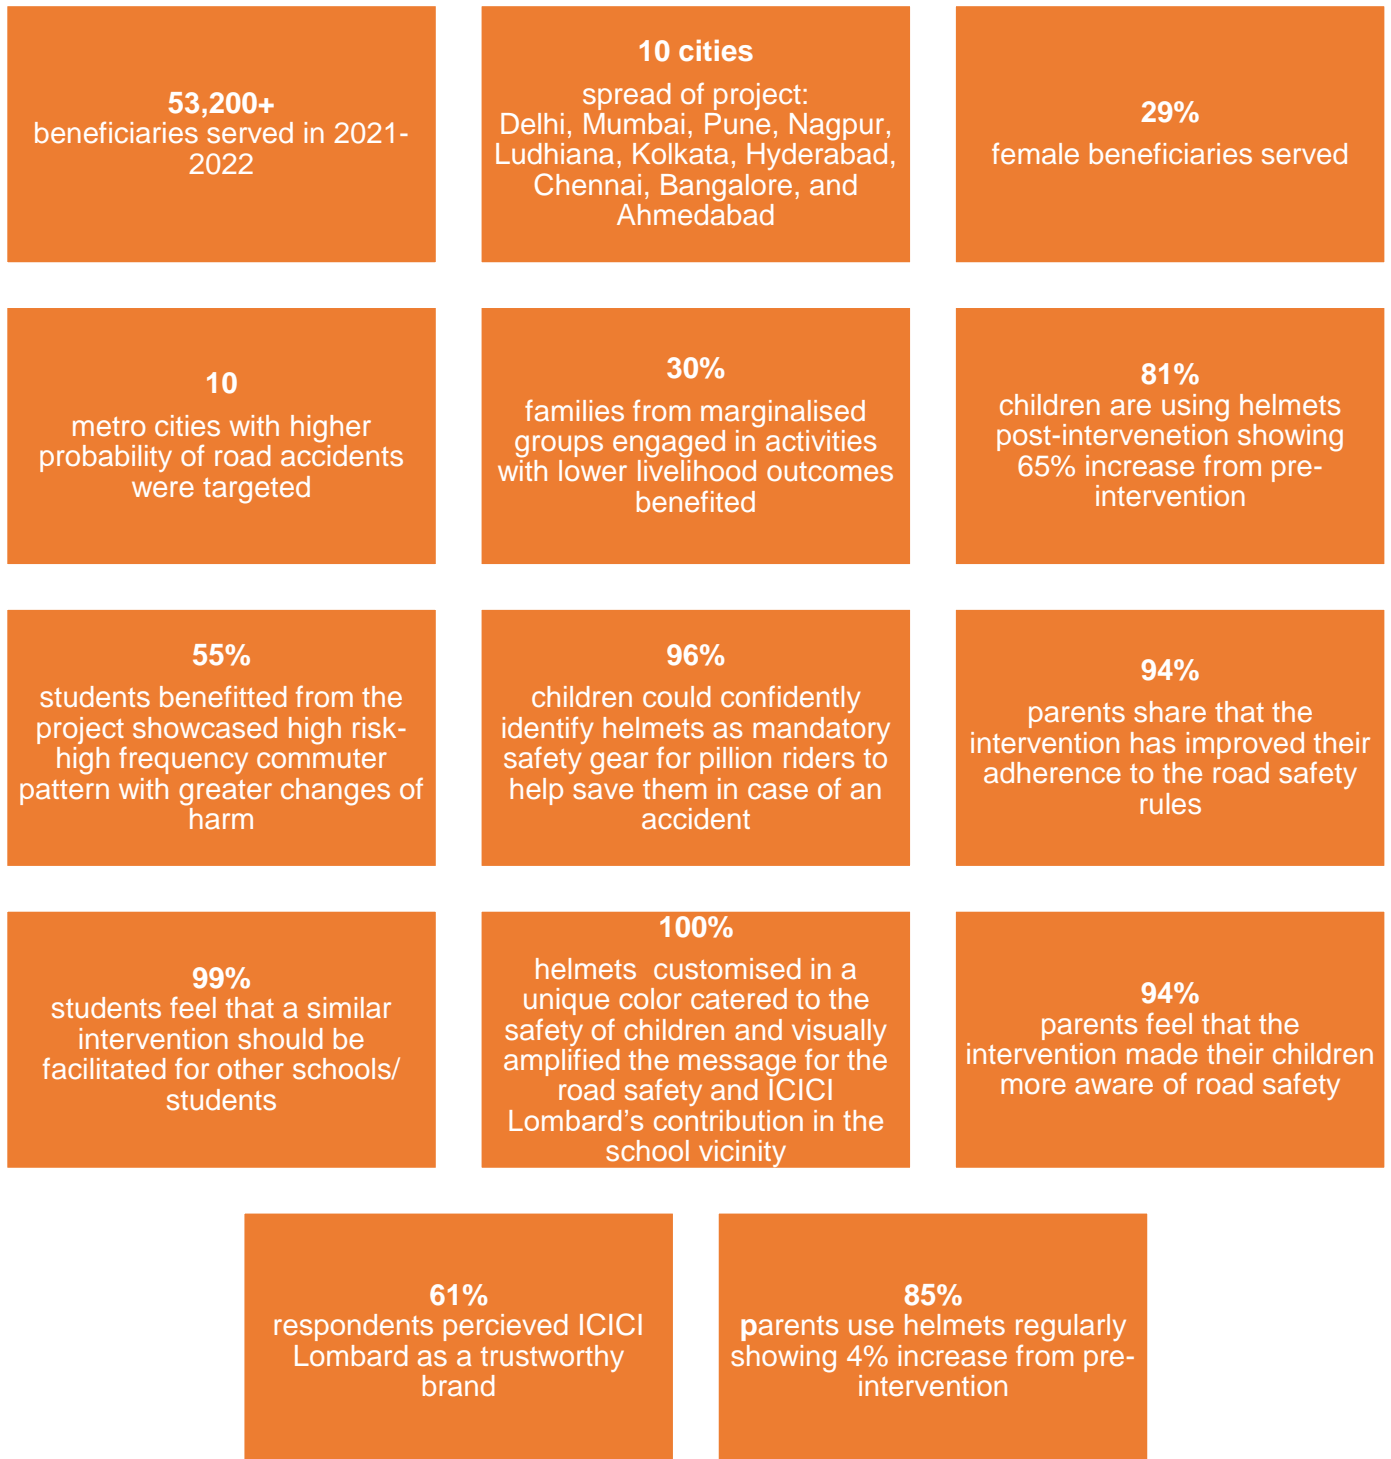 53,200+
beneficiaries served in 2021-
2022
10 cities
spread of project:
Delhi, Mumbai, Pune, Nagpur,
Ludhiana, Kolkata, Hyderabad,
Chennai, Bangalore, and
Ahmedabad
29%
female beneficiaries served
10
metro cities with higher
probability of road accidents
were targeted
30%
families from marginalised
groups engaged in activities
with lower livelihood outcomes
benefited
81%
children are using helmets
post-intervenetion showing
65% increase from pre-
intervention
55%
students benefitted from the
project showcased high risk-
high frequency commuter
pattern with greater changes of
harm
96%
children could confidently
identify helmets as mandatory
safety gear for pillion riders to
help save them in case of an
accident
94%
parents share that the
intervention has improved their
adherence to the road safety
rules
99%
students feel that a similar
intervention should be
facilitated for other schools/
students
100%
helmets  customised in a
unique color catered to the
safety of children and visually
amplified the message for the
road safety and ICICI
Lombard’s contribution in the
school vicinity
94%
parents feel that the
intervention made their children
more aware of road safety
61%
respondents percieved ICICI
Lombard as a trustworthy
brand
85%
parents use helmets regularly
showing 4% increase from pre-
intervention